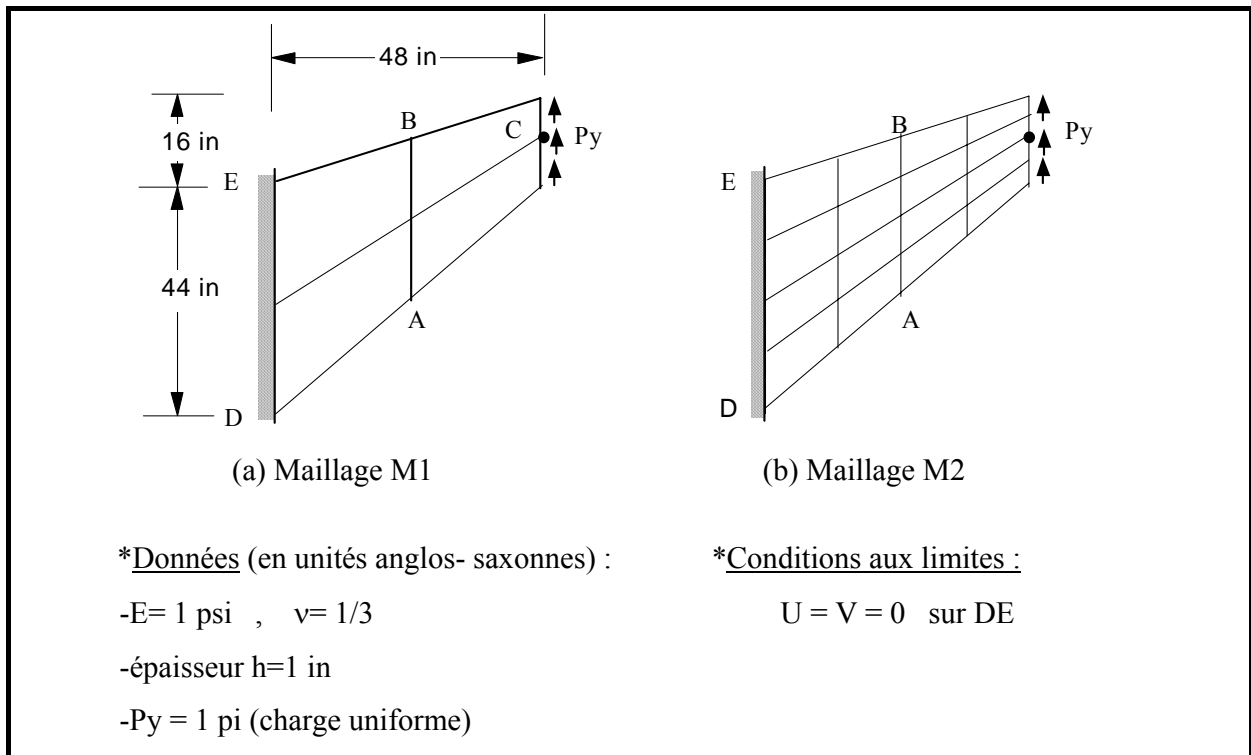 48 in
16 in
44 in
B
C
Py
E
A
D
B
Py
E
A
D
(a) Maillage M1
(b) Maillage M2
*Données (en unités anglos- saxonnes) :
-E= 1 psi , ν= 1/3
-épaisseur h=1 in
-Py = 1 pi (charge uniforme)
*Conditions aux limites :
U = V = 0 sur DE